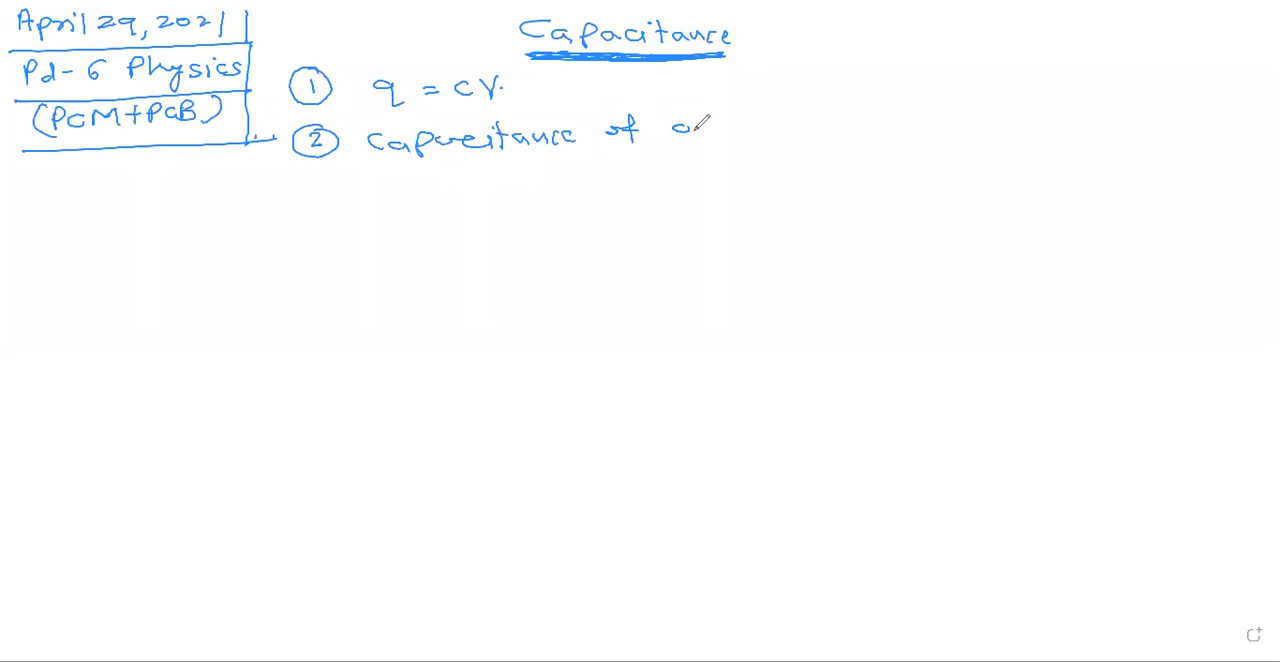 April 29, 2021
Pd-6 Physics
(PCM+PCB)
Capacitance
① q = CV.
② Capacitance of a